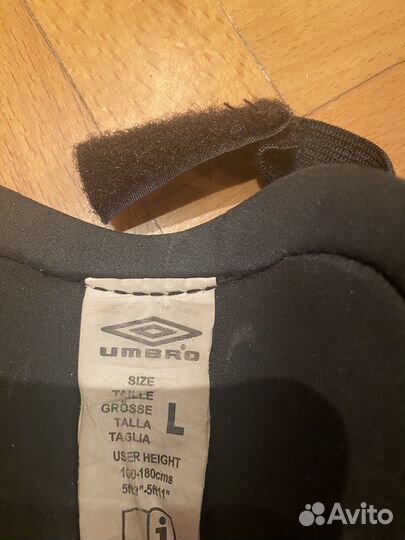 UMBRO
SIZE
TAILLE
GRÖSSE
TALLA
TAGLIA
L
USER HEIGHT
160-180cms
5ft3"-5ft11"
i
Avito